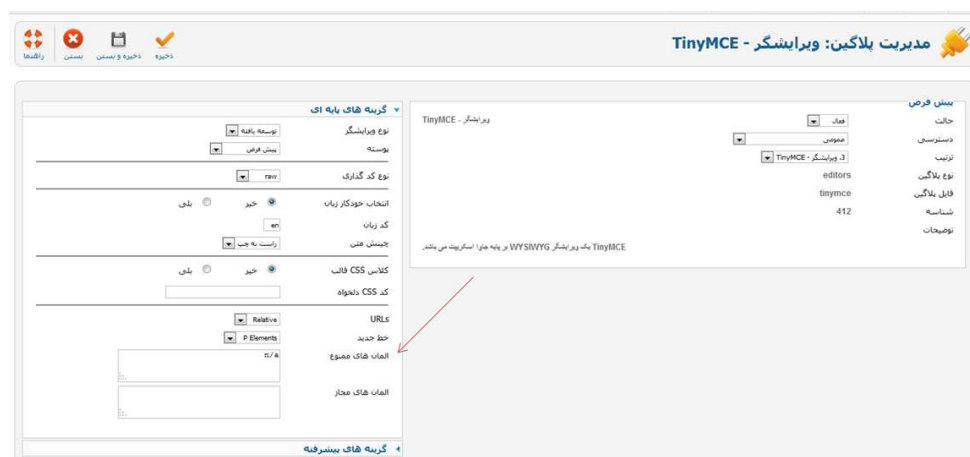 مدیریت پلاگین: ویرایشگر - TinyMCE
ذخیره
ذخیره و بستن
بستن
راهنما
پیش فرض
ویرایشگر - TinyMCE
حالت
فعال
دسترسی
عمومی
ترتیب
3. ویرایشگر - TinyMCE
نوع پلاگین
editors
فایل پلاگین
tinymce
شناسه
412
توضیحات
TinyMCE یک ویرایشگر WYSIWYG بر پایه جاوا اسکریپت می باشد.
گزینه های پایه ای
نوع ویرایشگر
توسعه یافته
پوسته
پیش فرض
نوع کد گذاری
raw
انتخاب خودکار زبان
خیر
بلی
کد زبان
en
چینش متن
راست به چپ
کلاس CSS قالب
خیر
بلی
کد CSS دلخواه
URLs
Relative
خط جدید
P Elements
المان های ممنوع
n/a
المان های مجاز
گزینه های پیشرفته